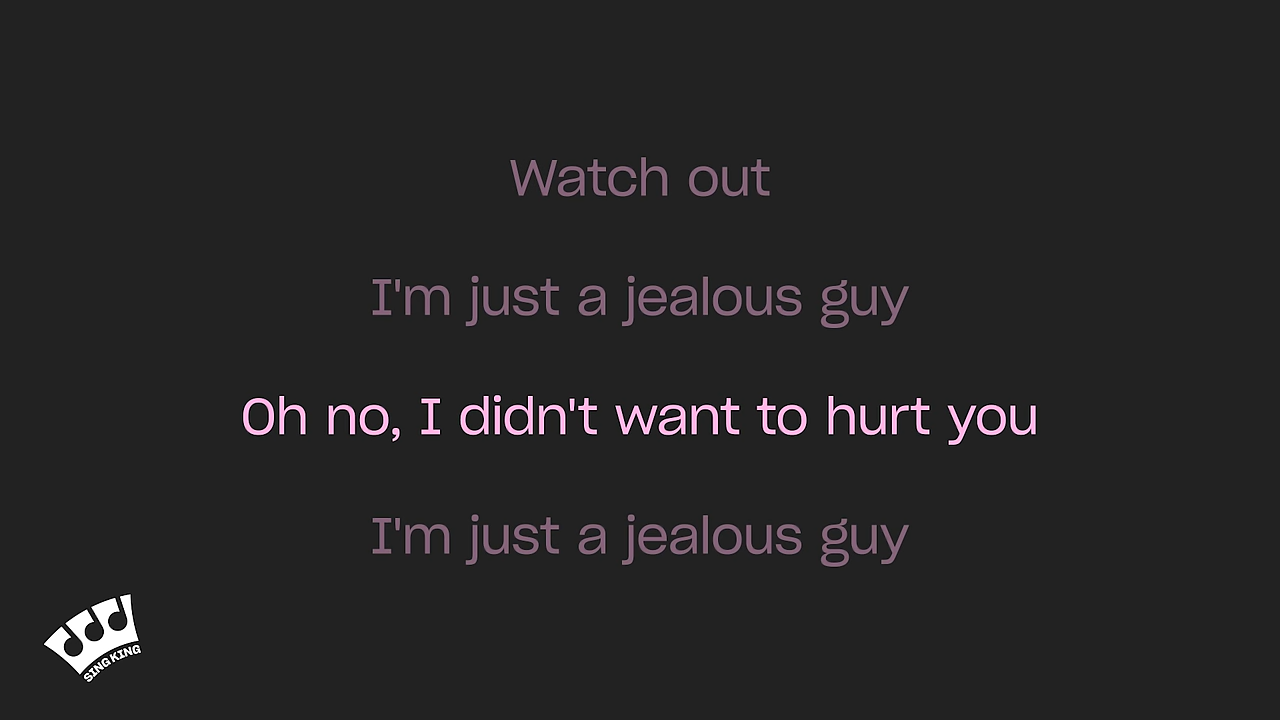 Watch out
I'm just a jealous guy
Oh no, I didn't want to hurt you
I'm just a jealous guy
SING KING